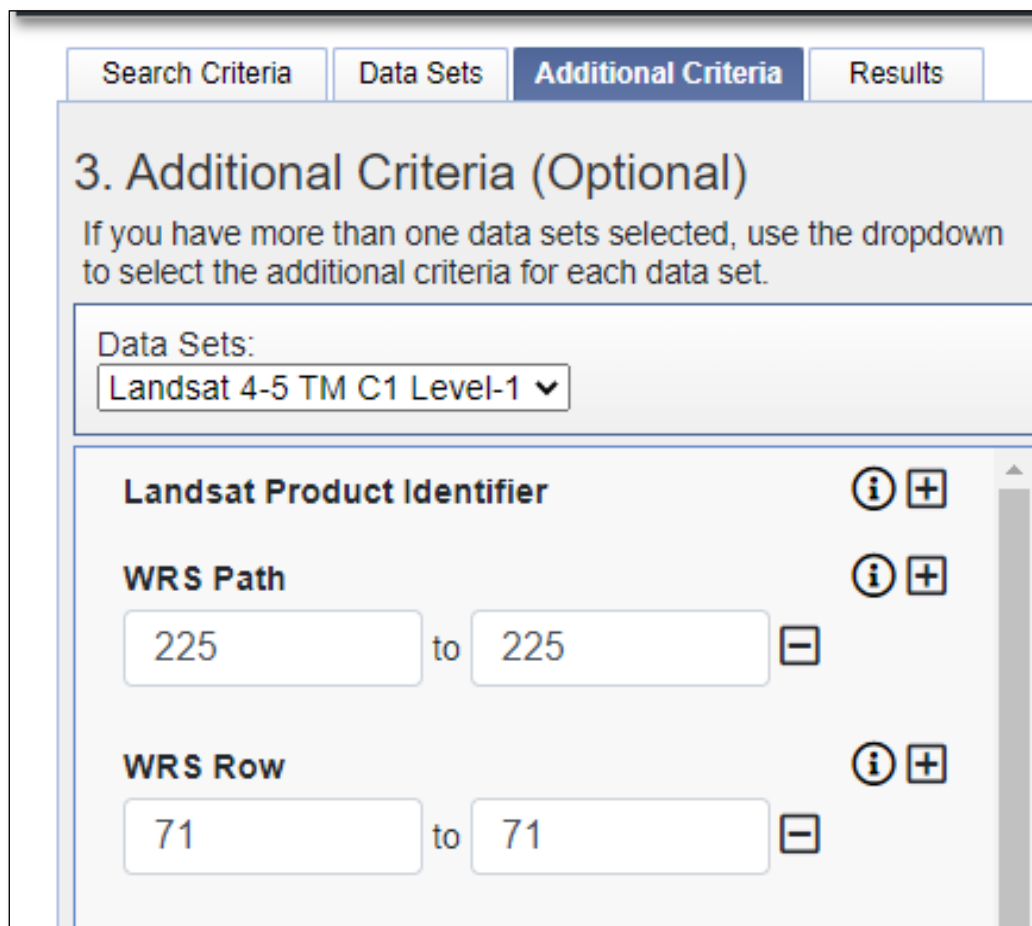 Search Criteria Data Sets Additional Criteria Results
3. Additional Criteria (Optional)
If you have more than one data sets selected, use the dropdown
to select the additional criteria for each data set.
Data Sets:
Landsat 4-5 TM C1 Level-1
Landsat Product Identifier
WRS Path
225 to 225
WRS Row
71 to 71